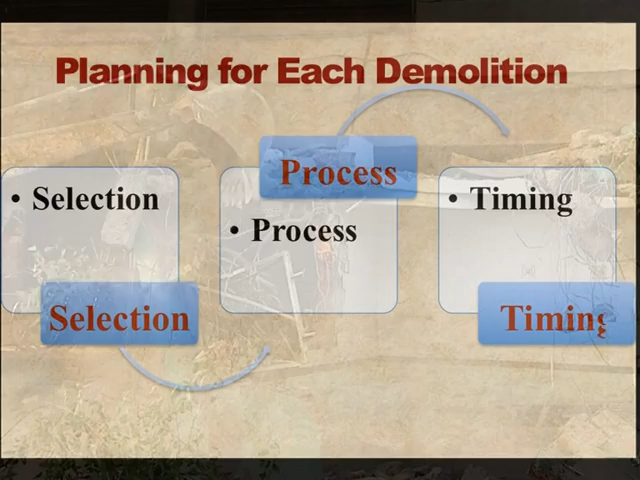 Planning for Each Demolition
• Selection
Selection
Process
• Process
• Timing
Timing